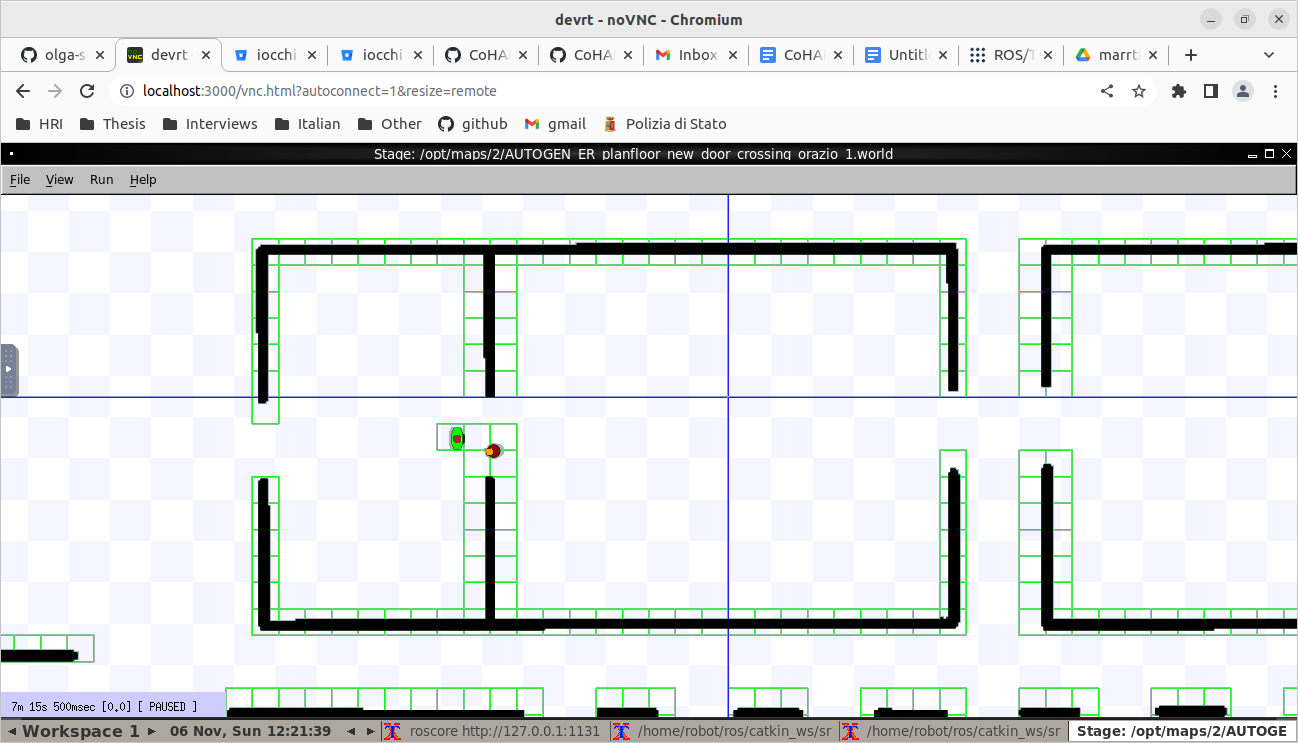 devrt - noVNC - Chromium
olga-s devrt iocchi iocchi CoHA CoHA Inbox CoHA Untitl ROS/ marrt
localhost:3000/vnc.html?autoconnect=1&resize=remote
HRI Thesis Interviews Italian Other github gmail Polizia di Stato
Stage: /opt/maps/2/AUTOGEN_ER_planfloor_new_door_crossing_orazio_1.world
File View Run Help
7m 15s 500msec [0.0] [ PAUSED ]
Workspace 1 06 Nov, Sun 12:21:39 roscore http://127.0.0.1:1131 /home/robot/ros/catkin_ws/sr /home/robot/ros/catkin_ws/sr Stage: /opt/maps/2/AUTOGE